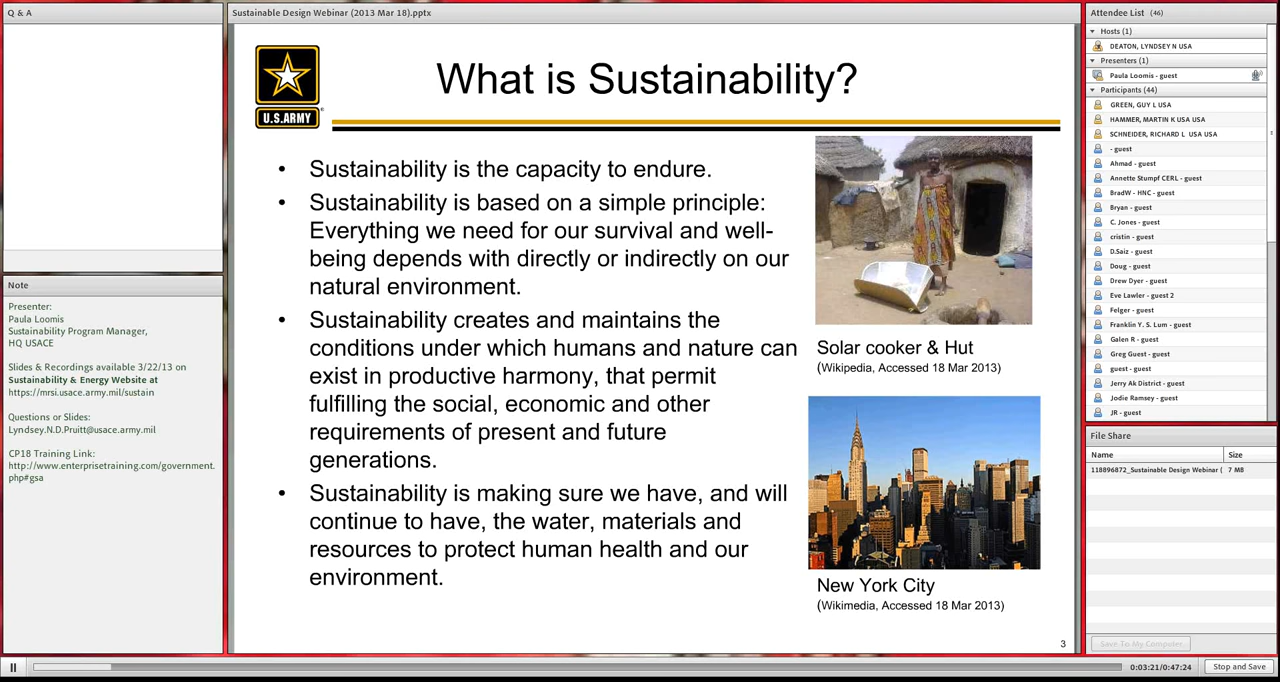 Q & A
Note
Presenter:
Paula Loomis
Sustainability Program Manager,
HQ USACE
Slides & Recordings available 3/22/13 on
Sustainability & Energy Website at
https://mrsi.usace.army.mil/sustain
Questions or Slides:
Lyndsey.N.D.Pruitt@usace.army.mil
CP18 Training Link:
http://www.enterprisetraining.com/government.
php#gsa
Sustainable Design Webinar (2013 Mar 18).pptx
U.S.ARMY
What is Sustainability?
• Sustainability is the capacity to endure.
• Sustainability is based on a simple principle:
Everything we need for our survival and well-
being depends with directly or indirectly on our
natural environment.
• Sustainability creates and maintains the
conditions under which humans and nature can
exist in productive harmony, that permit
fulfilling the social, economic and other
requirements of present and future
generations.
• Sustainability is making sure we have, and will
continue to have, the water, materials and
resources to protect human health and our
environment.
Solar cooker & Hut
(Wikipedia, Accessed 18 Mar 2013)
New York City
(Wikimedia, Accessed 18 Mar 2013)
3
Attendee List (46)
Hosts (1)
DEATON, LYNDSEY N USA
Presenters (1)
Paula Loomis - guest
Participants (44)
GREEN, GUY L USA
HAMMER, MARTIN K USA USA
SCHNEIDER, RICHARD L USA USA
- guest
Ahmad - guest
Annette Stumpf CERL - guest
BradW - HNC - guest
Bryan - guest
C. Jones - guest
cristin - guest
D.Saiz - guest
Doug - guest
Drew Dyer - guest
Eve Lawler - guest 2
Felger - guest
Franklin Y. S. Lum - guest
Galen R - guest
Greg Guest - guest
guest - guest
Jerry Ak District - guest
Jodie Ramsey - guest
JR - guest
File Share
Name Size
118896872_Sustainable Design Webinar ( 7 MB
Save To My Computer
0:03:21/0:47:24
Stop and Save